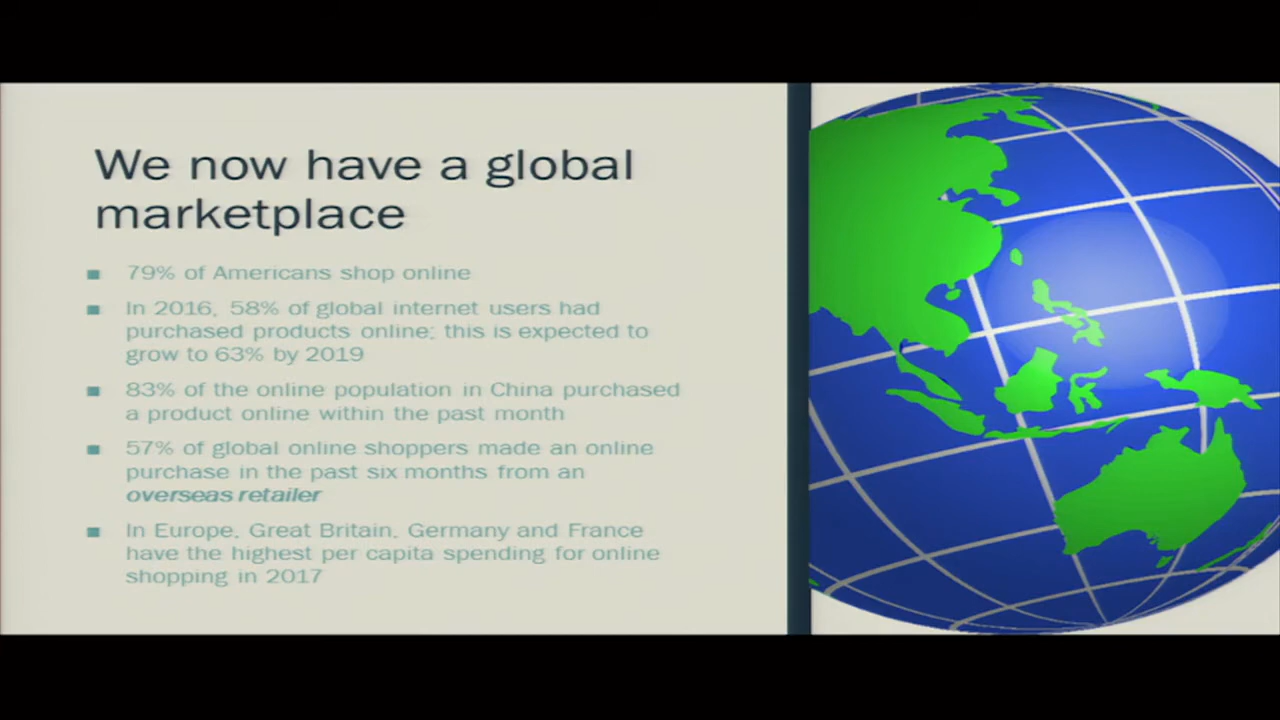 We now have a global
marketplace
79% of Americans shop online
In 2016, 58% of global internet users had
purchased products online; this is expected to
grow to 63% by 2019
83% of the online population in China purchased
a product online within the past month
57% of global online shoppers made an online
purchase in the past six months from an
overseas retailer
In Europe, Great Britain, Germany and France
have the highest per capita spending for online
shopping in 2017